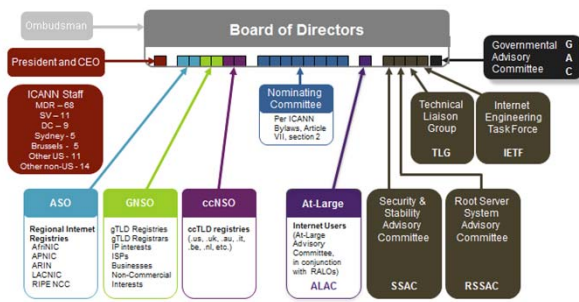 Ombudsman
Board of Directors
President and CEO
Governmental
Advisory
Committee
G
A
C
ICANN Staff
MDR – 68
SV – 11
DC – 9
Sydney - 5
Brussels - 5
Other US - 11
Other non-US - 14
Nominating
Committee
Per ICANN
Bylaws, Article
VII, section 2
Technical
Liaison
Group
TLG
Internet
Engineering
Task Force
IETF
ASO
Regional Internet
Registries
AfriNIC
APNIC
ARIN
LACNIC
RIPE NCC
GNSO
gTLD Registries
gTLD Registrars
IP interests
ISPs
Businesses
Non-Commercial
Interests
ccNSO
ccTLD registries
(.us, .uk, .au, .it,
.be, .nl, etc.)
At-Large
Internet Users
(At-Large
Advisory
Committee,
in conjunction
with RALOs)
ALAC
Security &
Stability
Advisory
Committee
SSAC
Root Server
System
Advisory
Committee
RSSAC